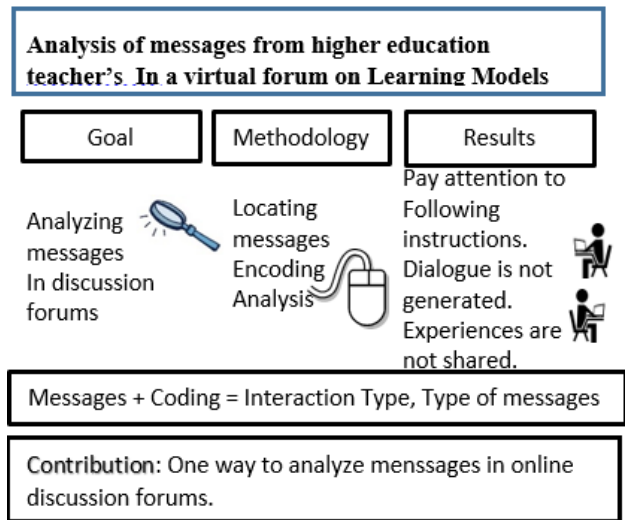 Analysis of messages from higher education
teacher's In a virtual forum on Learning Models
Goal
Methodology
Results
Analyzing
messages
In discussion
forums
Locating
messages
Encoding
Analysis
Pay attention to
Following
instructions.
Dialogue is not
generated.
Experiences are
not shared.
Messages + Coding = Interaction Type, Type of messages
Contribution: One way to analyze menssages in online
discussion forums.